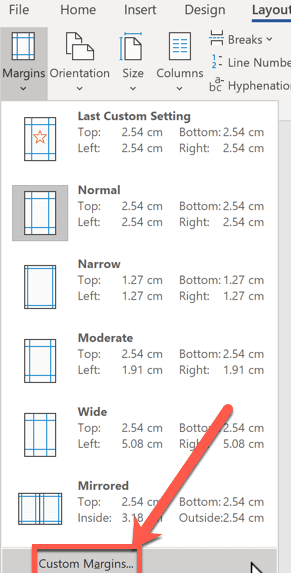 File Home Insert Design Layou
Margins Orientation Size Columns
Breaks
Line Numbe
Hyphenation
Last Custom Setting
Top: 2.54 cm Bottom: 2.54 cm
Left: 2.54 cm Right: 2.54 cm
Normal
Top: 2.54 cm Bottom: 2.54 cm
Left: 2.54 cm Right: 2.54 cm
Narrow
Top: 1.27 cm Bottom: 1.27 cm
Left: 1.27 cm Right: 1.27 cm
Moderate
Top: 2.54 cm Bottom: 2.54 cm
Left: 1.91 cm Right: 1.91 cm
Wide
Top: 2.54 cm Bottom: 2.54 cm
Left: 5.08 cm 5.08 cm
Mirrored
Top: 2.54 cm Bottom: 2.54 cm
Inside: 3.18 cm Outside: 2.54 cm
Custom Margins...